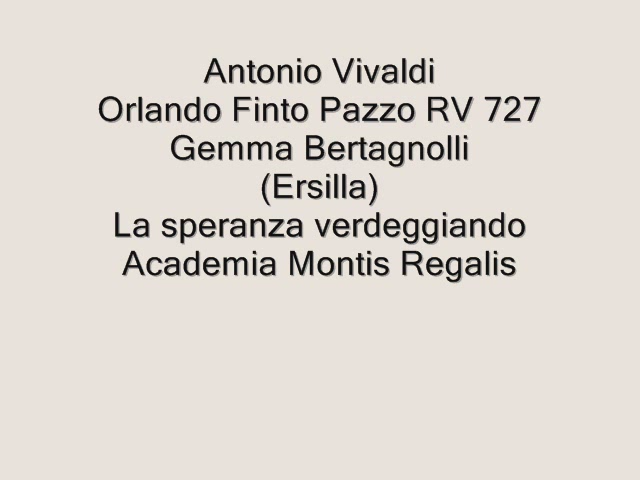 Antonio Vivaldi
Orlando Finto Pazzo RV 727
Gemma Bertagnolli
(Ersilla)
La speranza verdeggiando
Academia Montis Regalis